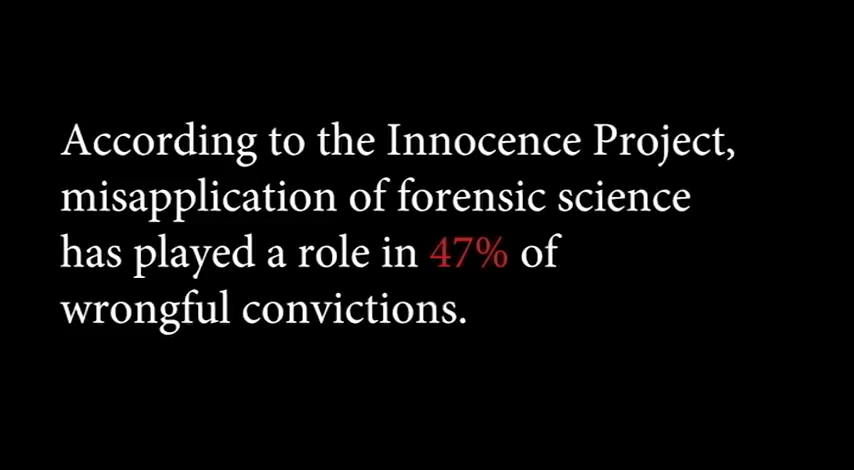 According to the Innocence Project,
misapplication of forensic science
has played a role in 47% of
wrongful convictions.